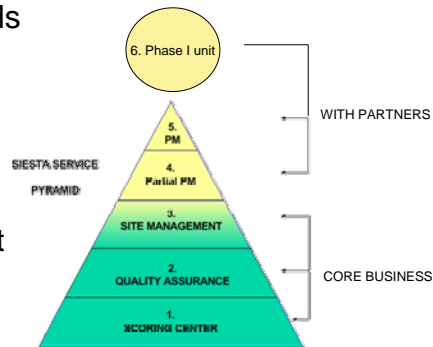 ls
6. Phase I unit
WITH PARTNERS
5.
PM
SIESTA SERVICE
PYRAMID
4.
Partial PM
3.
SITE MANAGEMENT
t
2.
QUALITY ASSURANCE
CORE BUSINESS
1.
SCORING CENTER